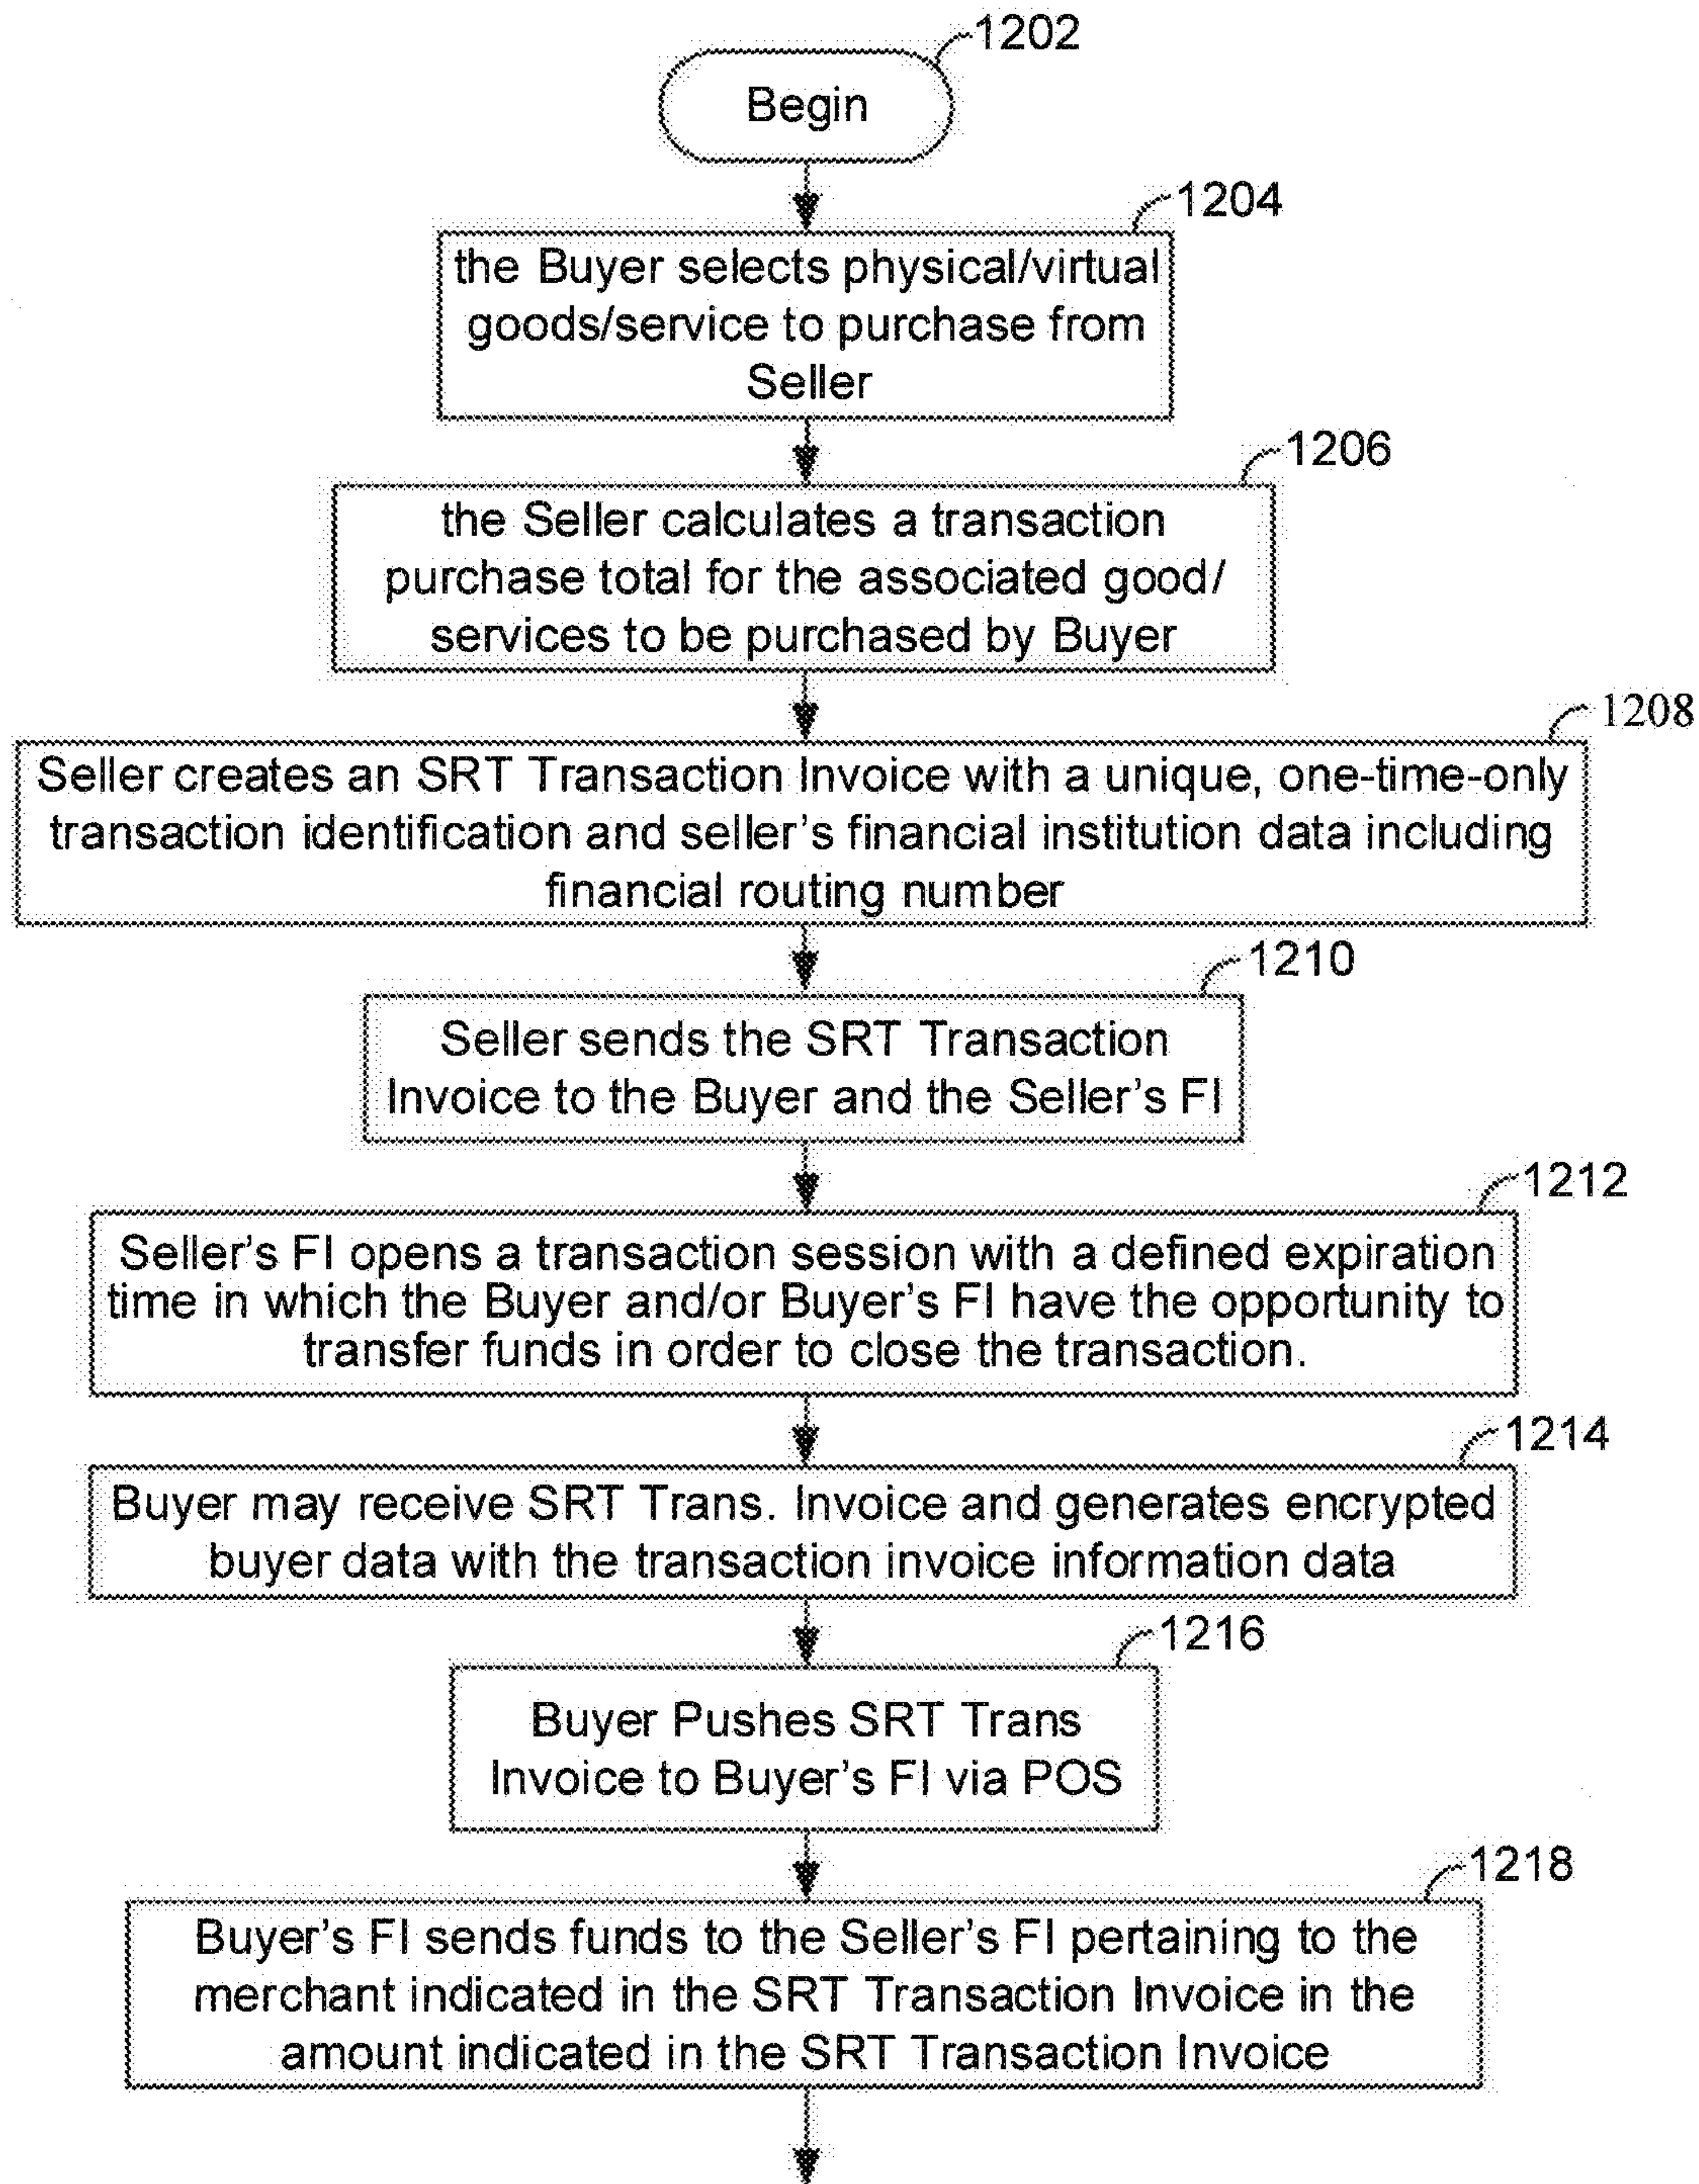 1202
Begin
1204
the Buyer selects physical/virtual
goods/service to purchase from
Seller
1206
the Seller calculates a transaction
purchase total for the associated good/
services to be purchased by Buyer
1208
Seller creates an SRT Transaction Invoice with a unique, one-time-only
transaction identification and seller's financial institution data including
financial routing number
1210
Seller sends the SRT Transaction
Invoice to the Buyer and the Seller's FI
1212
Seller's FI opens a transaction session with a defined expiration
time in which the Buyer and/or Buyer's FI have the opportunity to
transfer funds in order to close the transaction.
1214
Buyer may receive SRT Trans. Invoice and generates encrypted
buyer data with the transaction invoice information data
1216
Buyer Pushes SRT Trans
Invoice to Buyer's FI via POS
1218
Buyer's FI sends funds to the Seller's FI pertaining to the
merchant indicated in the SRT Transaction Invoice in the
amount indicated in the SRT Transaction Invoice